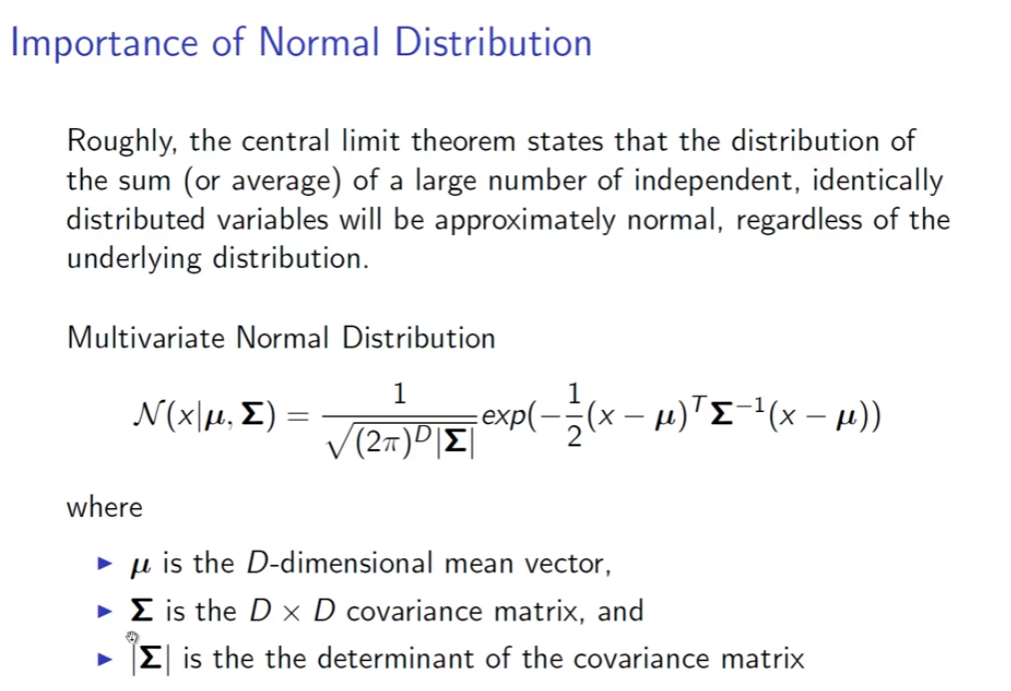 Importance of Normal Distribution
Roughly, the central limit theorem states that the distribution of
the sum (or average) of a large number of independent, identically
distributed variables will be approximately normal, regardless of the
underlying distribution.
Multivariate Normal Distribution
𝒩(x|μ, Σ) = 1/√((2π)^D|Σ|) exp(−1/2(x − μ)^T Σ^−1(x − μ))
where
▶ μ is the D-dimensional mean vector,
▶ Σ is the D × D covariance matrix, and
▶ |Σ| is the the determinant of the covariance matrix